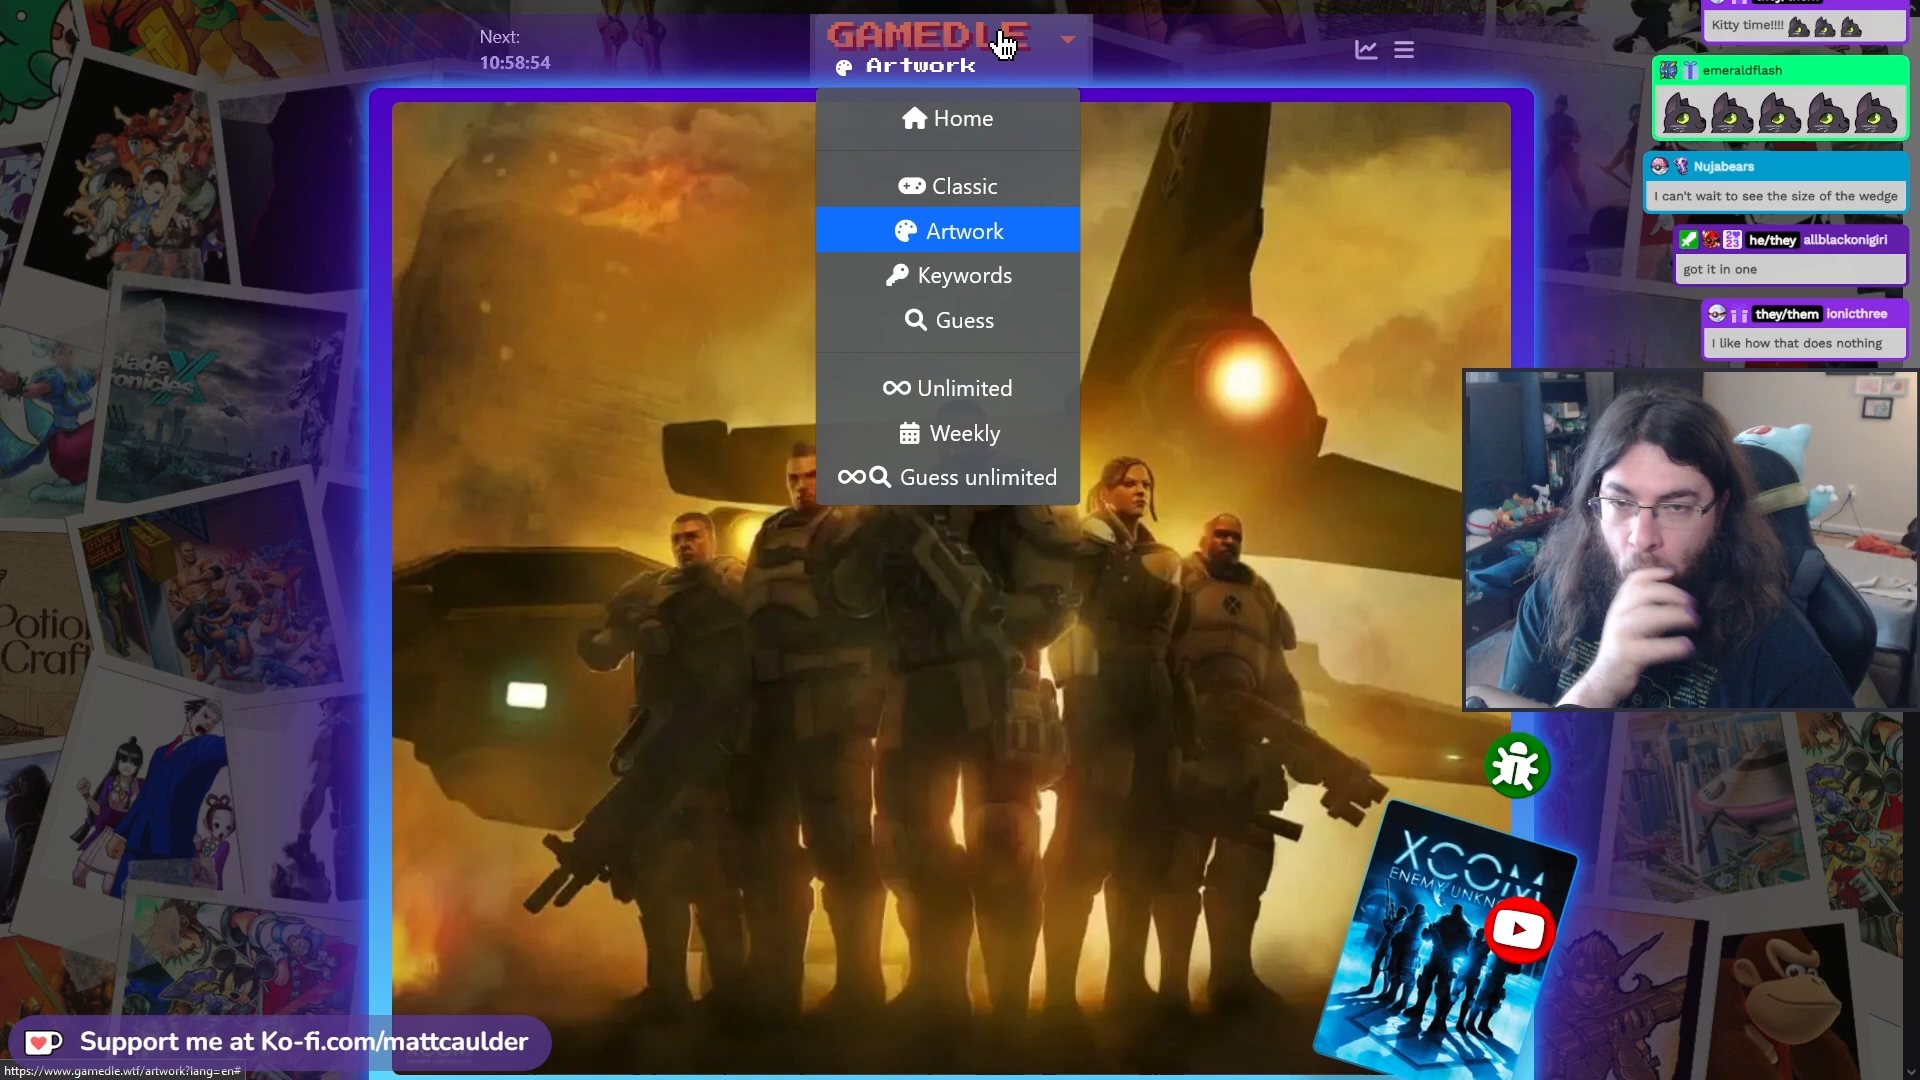 Next:
10:58:54
GAMEDLE
Artwork
Home
Classic
Artwork
Keywords
Guess
Unlimited
Weekly
Guess unlimited
Kitty time!!!!
emeraldflash
Nujabears
I can't wait to see the size of the wedge
he/they allblackonigiri
got it in one
they/them ionicthree
I like how that does nothing
Potion
Craft
XCOM
ENEMY UNKN
Support me at Ko-fi.com/mattcaulder
https://www.gamedle.wtf/artwork?lang=en#